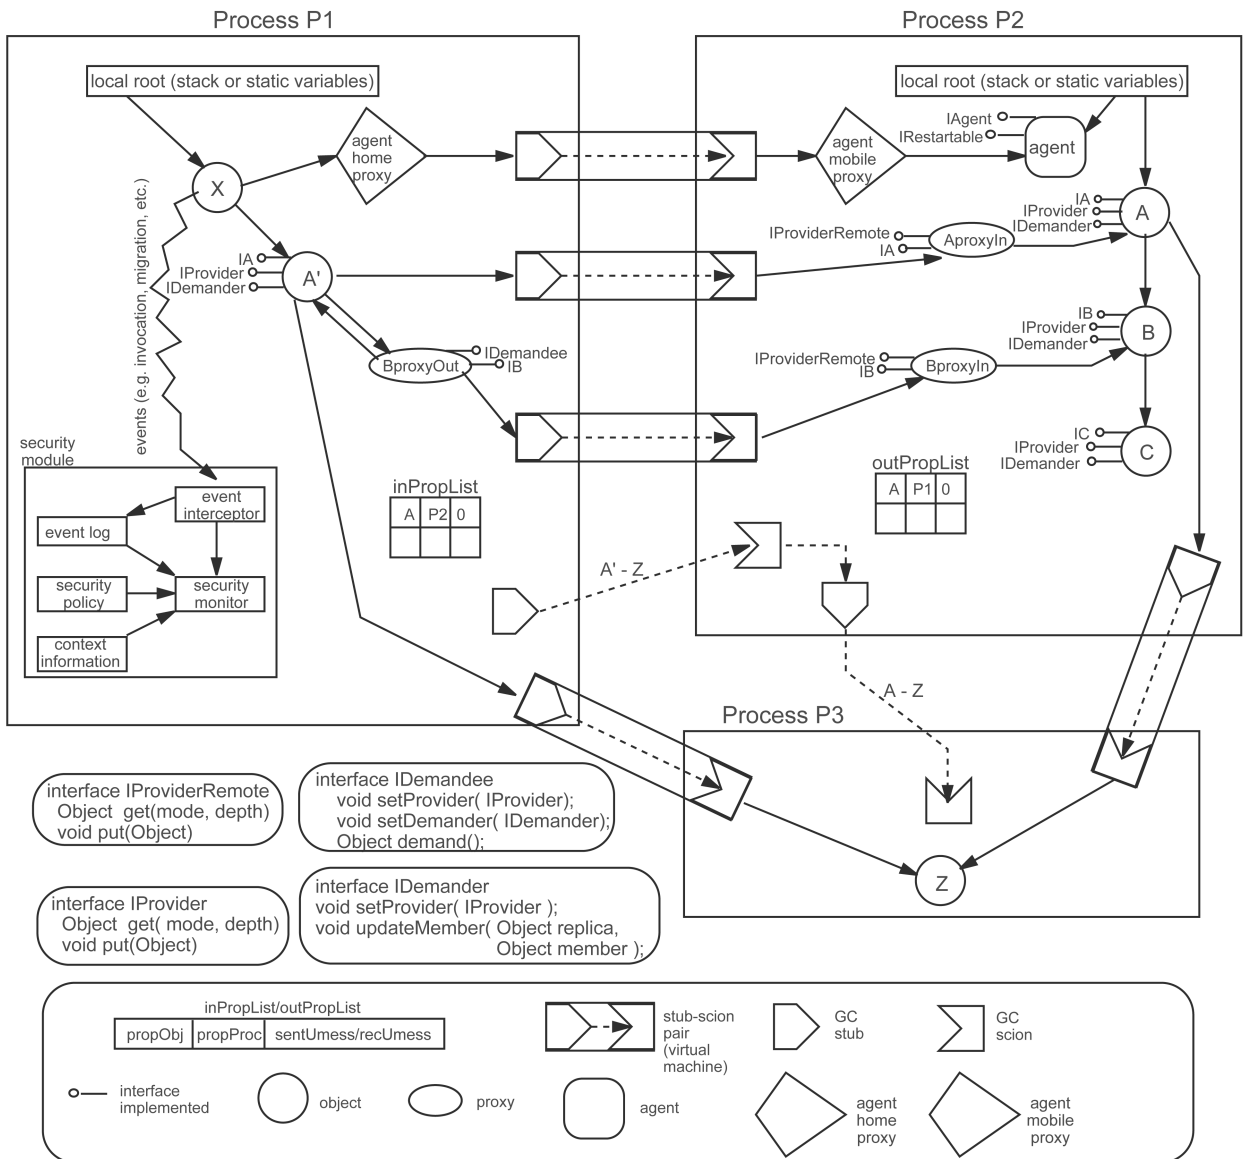 Process P1
Process P2
local root (stack or static variables)
local root (stack or static variables)
agent
home
proxy
agent
mobile
proxy
IAgent
IRestartable
agent
X
events (e.g. invocation, migration, etc.)
IA
IProvider
IDemander
A'
IProviderRemote
IA
AproxyIn
IA
IProvider
IDemander
A
BproxyOut
IDemandee
IB
IProviderRemote
IB
BproxyIn
IB
IProvider
IDemander
B
IC
IProvider
IDemander
C
security
module
event
interceptor
event log
security
policy
security
monitor
context
information
inPropList
A P2 0
outPropList
A P1 0
A' - Z
A - Z
Process P3
Z
interface IProviderRemote
Object get(mode, depth)
void put(Object)
interface IDemandee
void setProvider( IProvider);
void setDemander( IDemander);
Object demand();
interface IProvider
Object get( mode, depth)
void put(Object)
interface IDemander
void setProvider( IProvider );
void updateMember( Object replica,
Object member );
inPropList/outPropList
propObj propProc sentUmess/recUmess
stub-scion
pair
(virtual
machine)
GC
stub
GC
scion
interface
implemented
object
proxy
agent
agent
home
proxy
agent
mobile
proxy